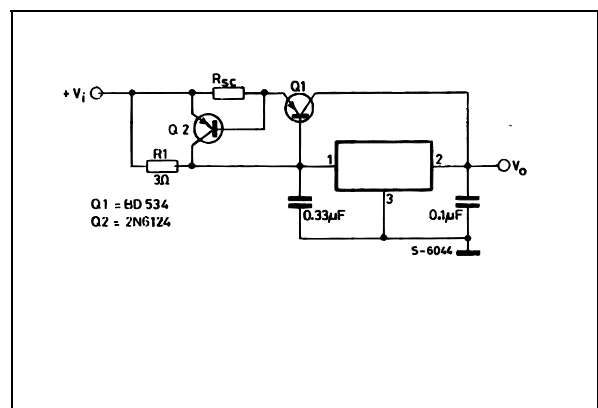 + Vi
Rsc
Q1
Q2
R1
3Ω
1
2
Vo
Q1 = BD 534
Q2 = 2N6124
0.33µF
3
0.1µF
S-6044